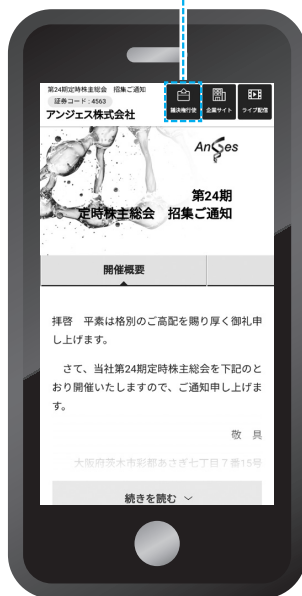 第24期定時株主総会 招集ご通知
証券コード:4563
アンジェス株式会社
議決権行使
企業サイト
ライブ配信
AnGes
第24期
定時株主総会 招集ご通知
開催概要
拝啓 平素は格別のご高配を賜り厚く御礼申
し上げます。
さて、当社第24期定時株主総会を下記のと
おり開催いたしますので、ご通知申し上げま
す。
敬 具
大阪府茨木市彩都あさぎ七丁目7番15号
続きを読む